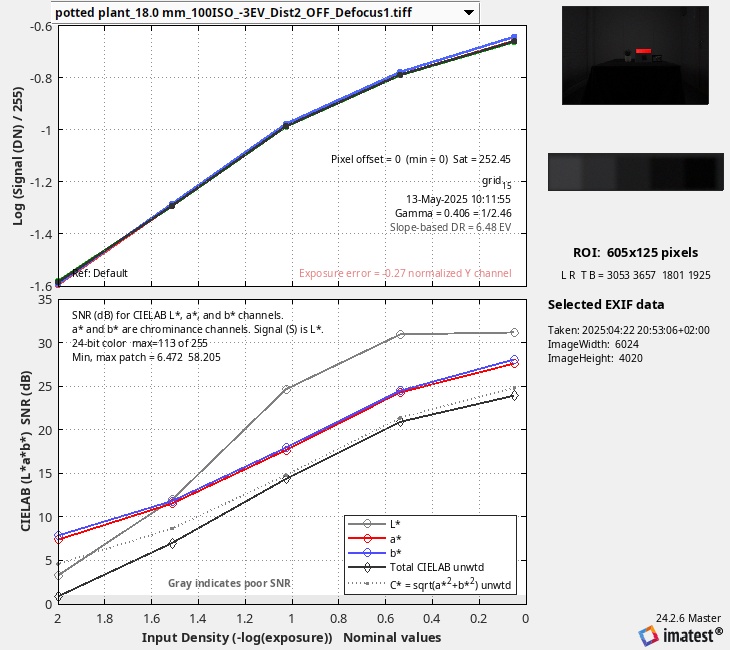 potted plant_18.0 mm_100ISO_-3EV_Dist2_OFF_Defocus1.tiff
-0.6
-0.8
-1
-1.2
-1.4
-1.6
Log (Signal (DN) / 255)
Pixel offset = 0 (min = 0) Sat = 252.45
grid_15
13-May-2025 10:11:55
Gamma = 0.406 = 1/2.46
Slope-based DR = 6.48 EV
Ref: Default
Exposure error = -0.27 normalized Y channel
35
30
25
20
15
10
5
0
CIELAB (L*a*b*) SNR (dB)
SNR (dB) for CIELAB L*, a*, and b* channels.
a* and b* are chrominance channels. Signal (S) is L*.
24-bit color max=113 of 255
Min, max patch = 6.472 58.205
L*
a*
b*
Total CIELAB unwtd
C* = sqrt(a*²+b*²) unwtd
Gray indicates poor SNR
2 1.8 1.6 1.4 1.2 1 0.8 0.6 0.4 0.2 0
Input Density (-log(exposure)) Nominal values
ROI: 605x125 pixels
L R T B = 3053 3657 1801 1925
Selected EXIF data
Taken: 2025:04:22 20:53:06+02:00
ImageWidth: 6024
ImageHeight: 4020
24.2.6 Master
imatest®